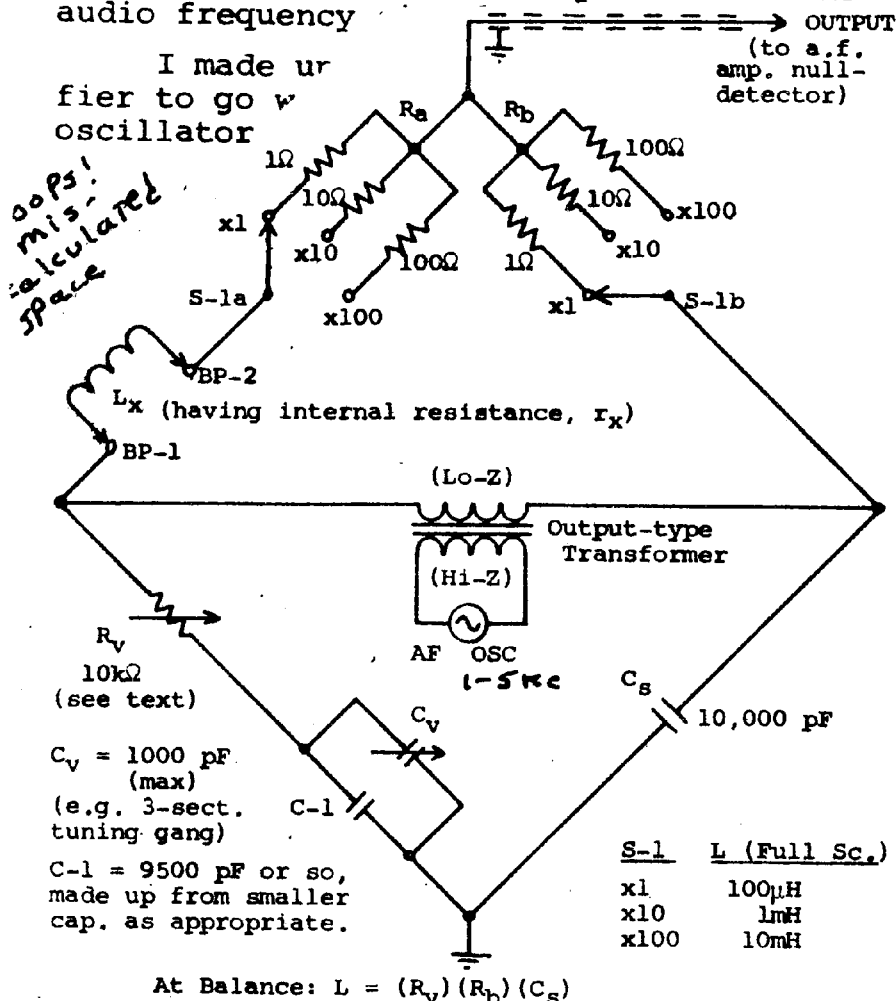 audio frequency
OUTPUT
(to a.f.
amp. null-
detector)
I made ur
fier to go w
oscillator
oops!
mis-
calculated
space
Ra
Rb
1Ω
10Ω
100Ω
100Ω
10Ω
1Ω
x1
x10
x100
x100
x10
x1
S-1a
S-1b
BP-2
Lx (having internal resistance, rx)
BP-1
(Lo-Z)
Output-type
Transformer
(Hi-Z)
AF OSC
1-5Kc
Rv
10kΩ
(see text)
Cv
Cs
10,000 pF
Cv = 1000 pF
(max)
(e.g. 3-sect.
tuning gang)
C-1
C-1 = 9500 pF or so,
made up from smaller
cap. as appropriate.
S-1 L (Full Sc.)
x1 100μH
x10 1mH
x100 10mH
At Balance: L = (Rv)(Rb)(Cs)